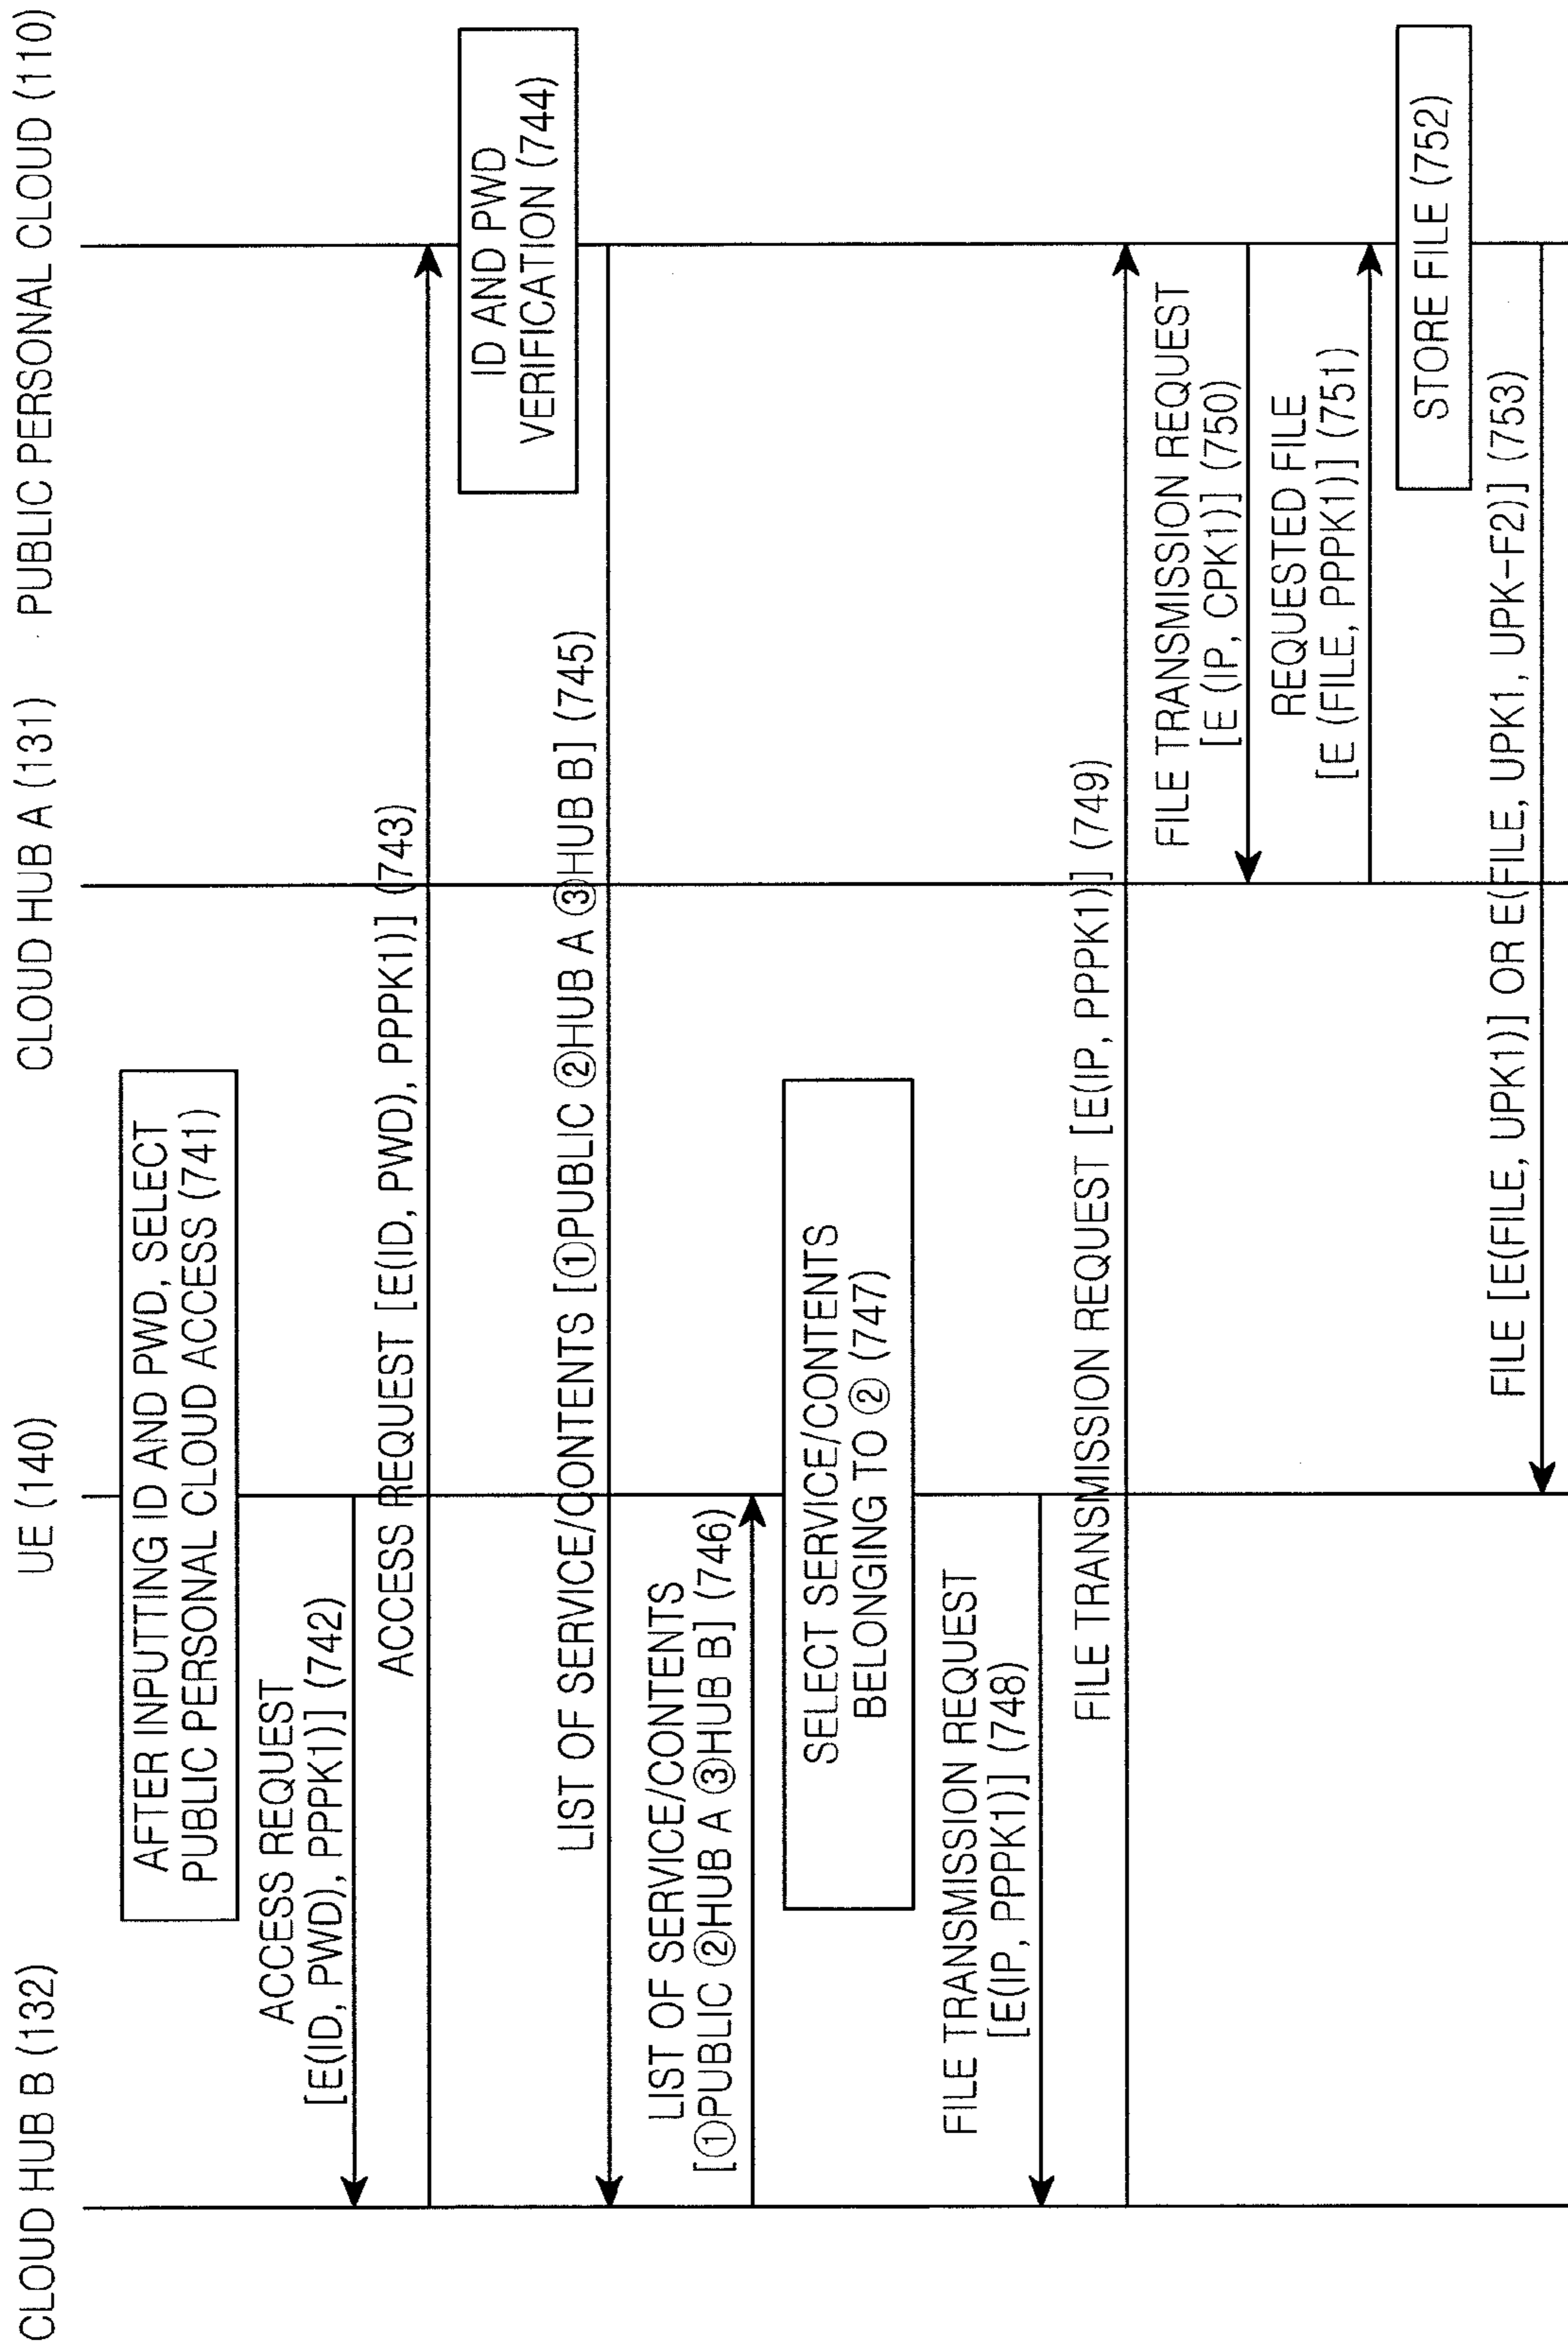 CLOUD HUB B (132)
UE (140)
CLOUD HUB A (131)
PUBLIC PERSONAL CLOUD (110)
AFTER INPUTTING ID AND PWD, SELECT
PUBLIC PERSONAL CLOUD ACCESS (741)
ACCESS REQUEST
[E(ID, PWD), PPPK1)] (742)
ACCESS REQUEST [E(ID, PWD), PPPK1)] (743)
ID AND PWD
VERIFICATION (744)
LIST OF SERVICE/CONTENTS [①PUBLIC ②HUB A ③HUB B] (745)
LIST OF SERVICE/CONTENTS
[①PUBLIC ②HUB A ③HUB B] (746)
SELECT SERVICE/CONTENTS
BELONGING TO ② (747)
FILE TRANSMISSION REQUEST
[E(IP, PPPK1)] (748)
FILE TRANSMISSION REQUEST [E(IP, PPPK1)] (749)
FILE TRANSMISSION REQUEST
[E (IP, CPK1)] (750)
REQUESTED FILE
[E (FILE, PPPK1)] (751)
STORE FILE (752)
FILE [E(FILE, UPK1)] OR E(FILE, UPK1, UPK-F2)] (753)